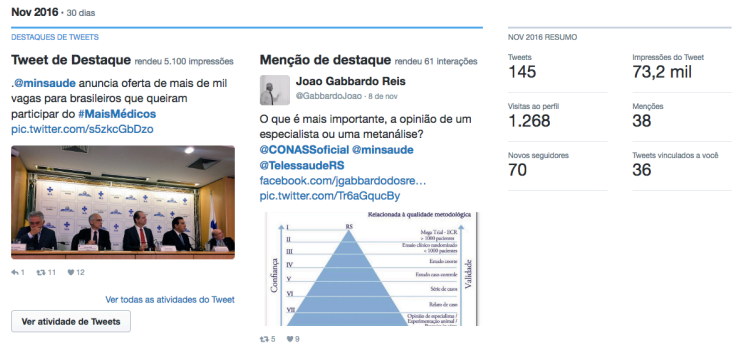 Nov 2016 • 30 dias
DESTAQUES DE TWEETS
Tweet de Destaque rendeu 5.100 impressões
.@minsaude anuncia oferta de mais de mil
vagas para brasileiros que queiram
participar do #MaisMédicos
pic.twitter.com/s5zkcGbDzo
1 11 12
Ver todas as atividades do Tweet
Ver atividade de Tweets
Menção de destaque rendeu 61 interações
Joao Gabbardo Reis
@GabbardoJoao · 8 de nov
O que é mais importante, a opinião de um
especialista ou uma metanálise?
@CONASSoficial @minsaude
@TelessaudeRS
facebook.com/jgabbardodosre…
pic.twitter.com/Tr6aGqucBy
Relacionada à qualidade metodológica
Confiança
Validade
I
II
III
IV
V
VI
VII
RS
Mega Trial - ECR
> 1000 pacientes
Ensaio clínico randomizado
< 1000 pacientes
Estudo coorte
Estudo caso-controle
Série de casos
Relato de caso
Opinião de especialistas /
Experimentação animal /
5 9
NOV 2016 RESUMO
Tweets
145
Impressões do Tweet
73,2 mil
Visitas ao perfil
1.268
Menções
38
Novos seguidores
70
Tweets vinculados a você
36